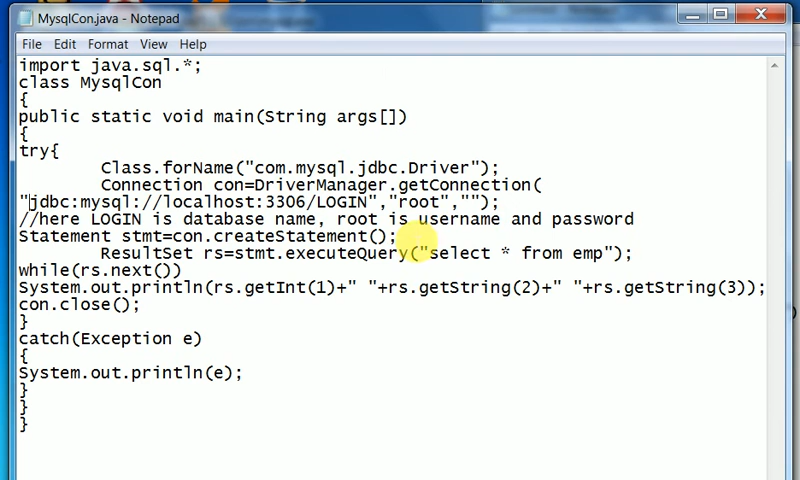 MysqlCon.java - Notepad
File Edit Format View Help
import java.sql.*;
class MysqlCon
{
public static void main(String args[])
{
try{
Class.forName("com.mysql.jdbc.Driver");
Connection con=DriverManager.getConnection(
"jdbc:mysql://localhost:3306/LOGIN","root","");
//here LOGIN is database name, root is username and password
Statement stmt=con.createStatement();
ResultSet rs=stmt.executeQuery("select * from emp");
while(rs.next())
System.out.println(rs.getInt(1)+" "+rs.getString(2)+" "+rs.getString(3));
con.close();
}
catch(Exception e)
{
System.out.println(e);
}
}
}